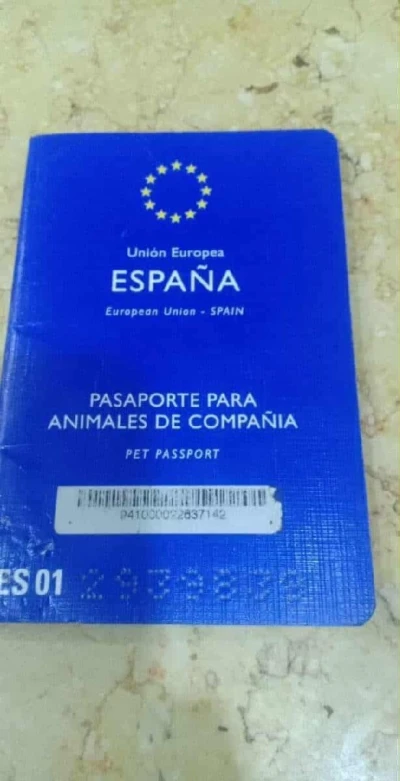 Unión Europea
ESPAÑA
European Union - SPAIN
PASAPORTE PARA
ANIMALES DE COMPAÑIA
PET PASSPORT
941000022637142
ES 01